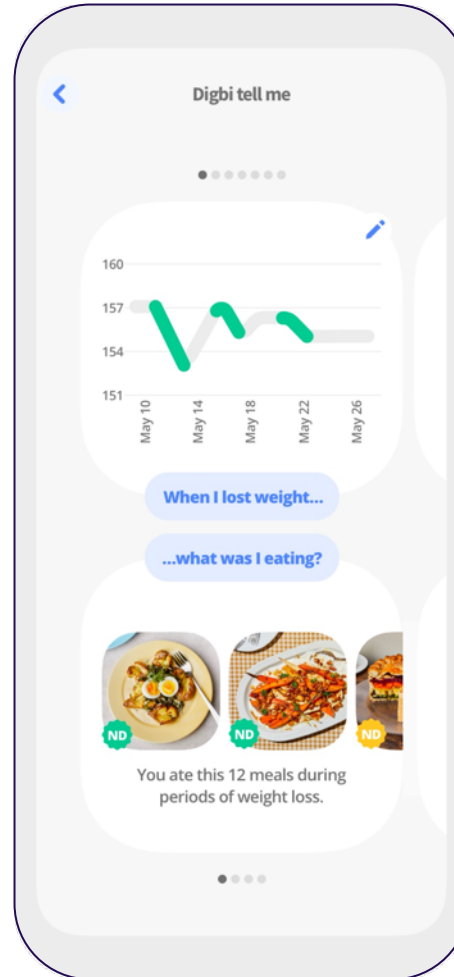 Digbi tell me
160
157
154
151
May 10
May 14
May 18
May 22
May 26
When I lost weight...
...what was I eating?
ND
ND
ND
You ate this 12 meals during
periods of weight loss.